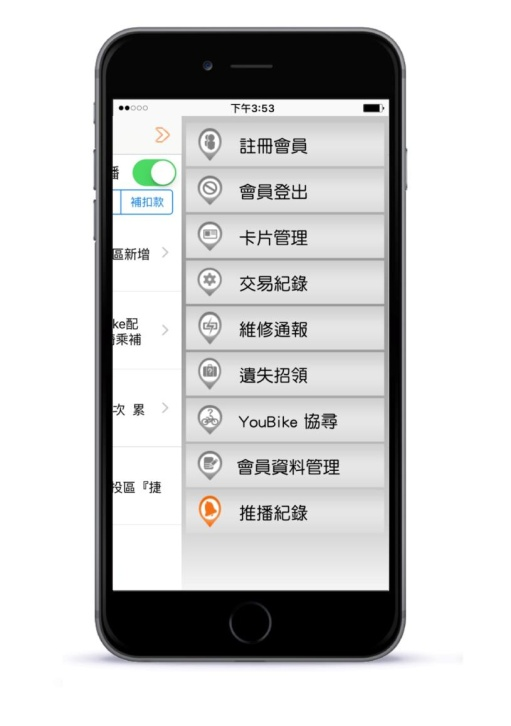 下午3:53
播
補扣款
區新增
ke配
乘補
次 累
投區『捷
註冊會員
會員登出
卡片管理
交易紀錄
維修通報
遺失招領
YouBike 協尋
會員資料管理
推播紀錄